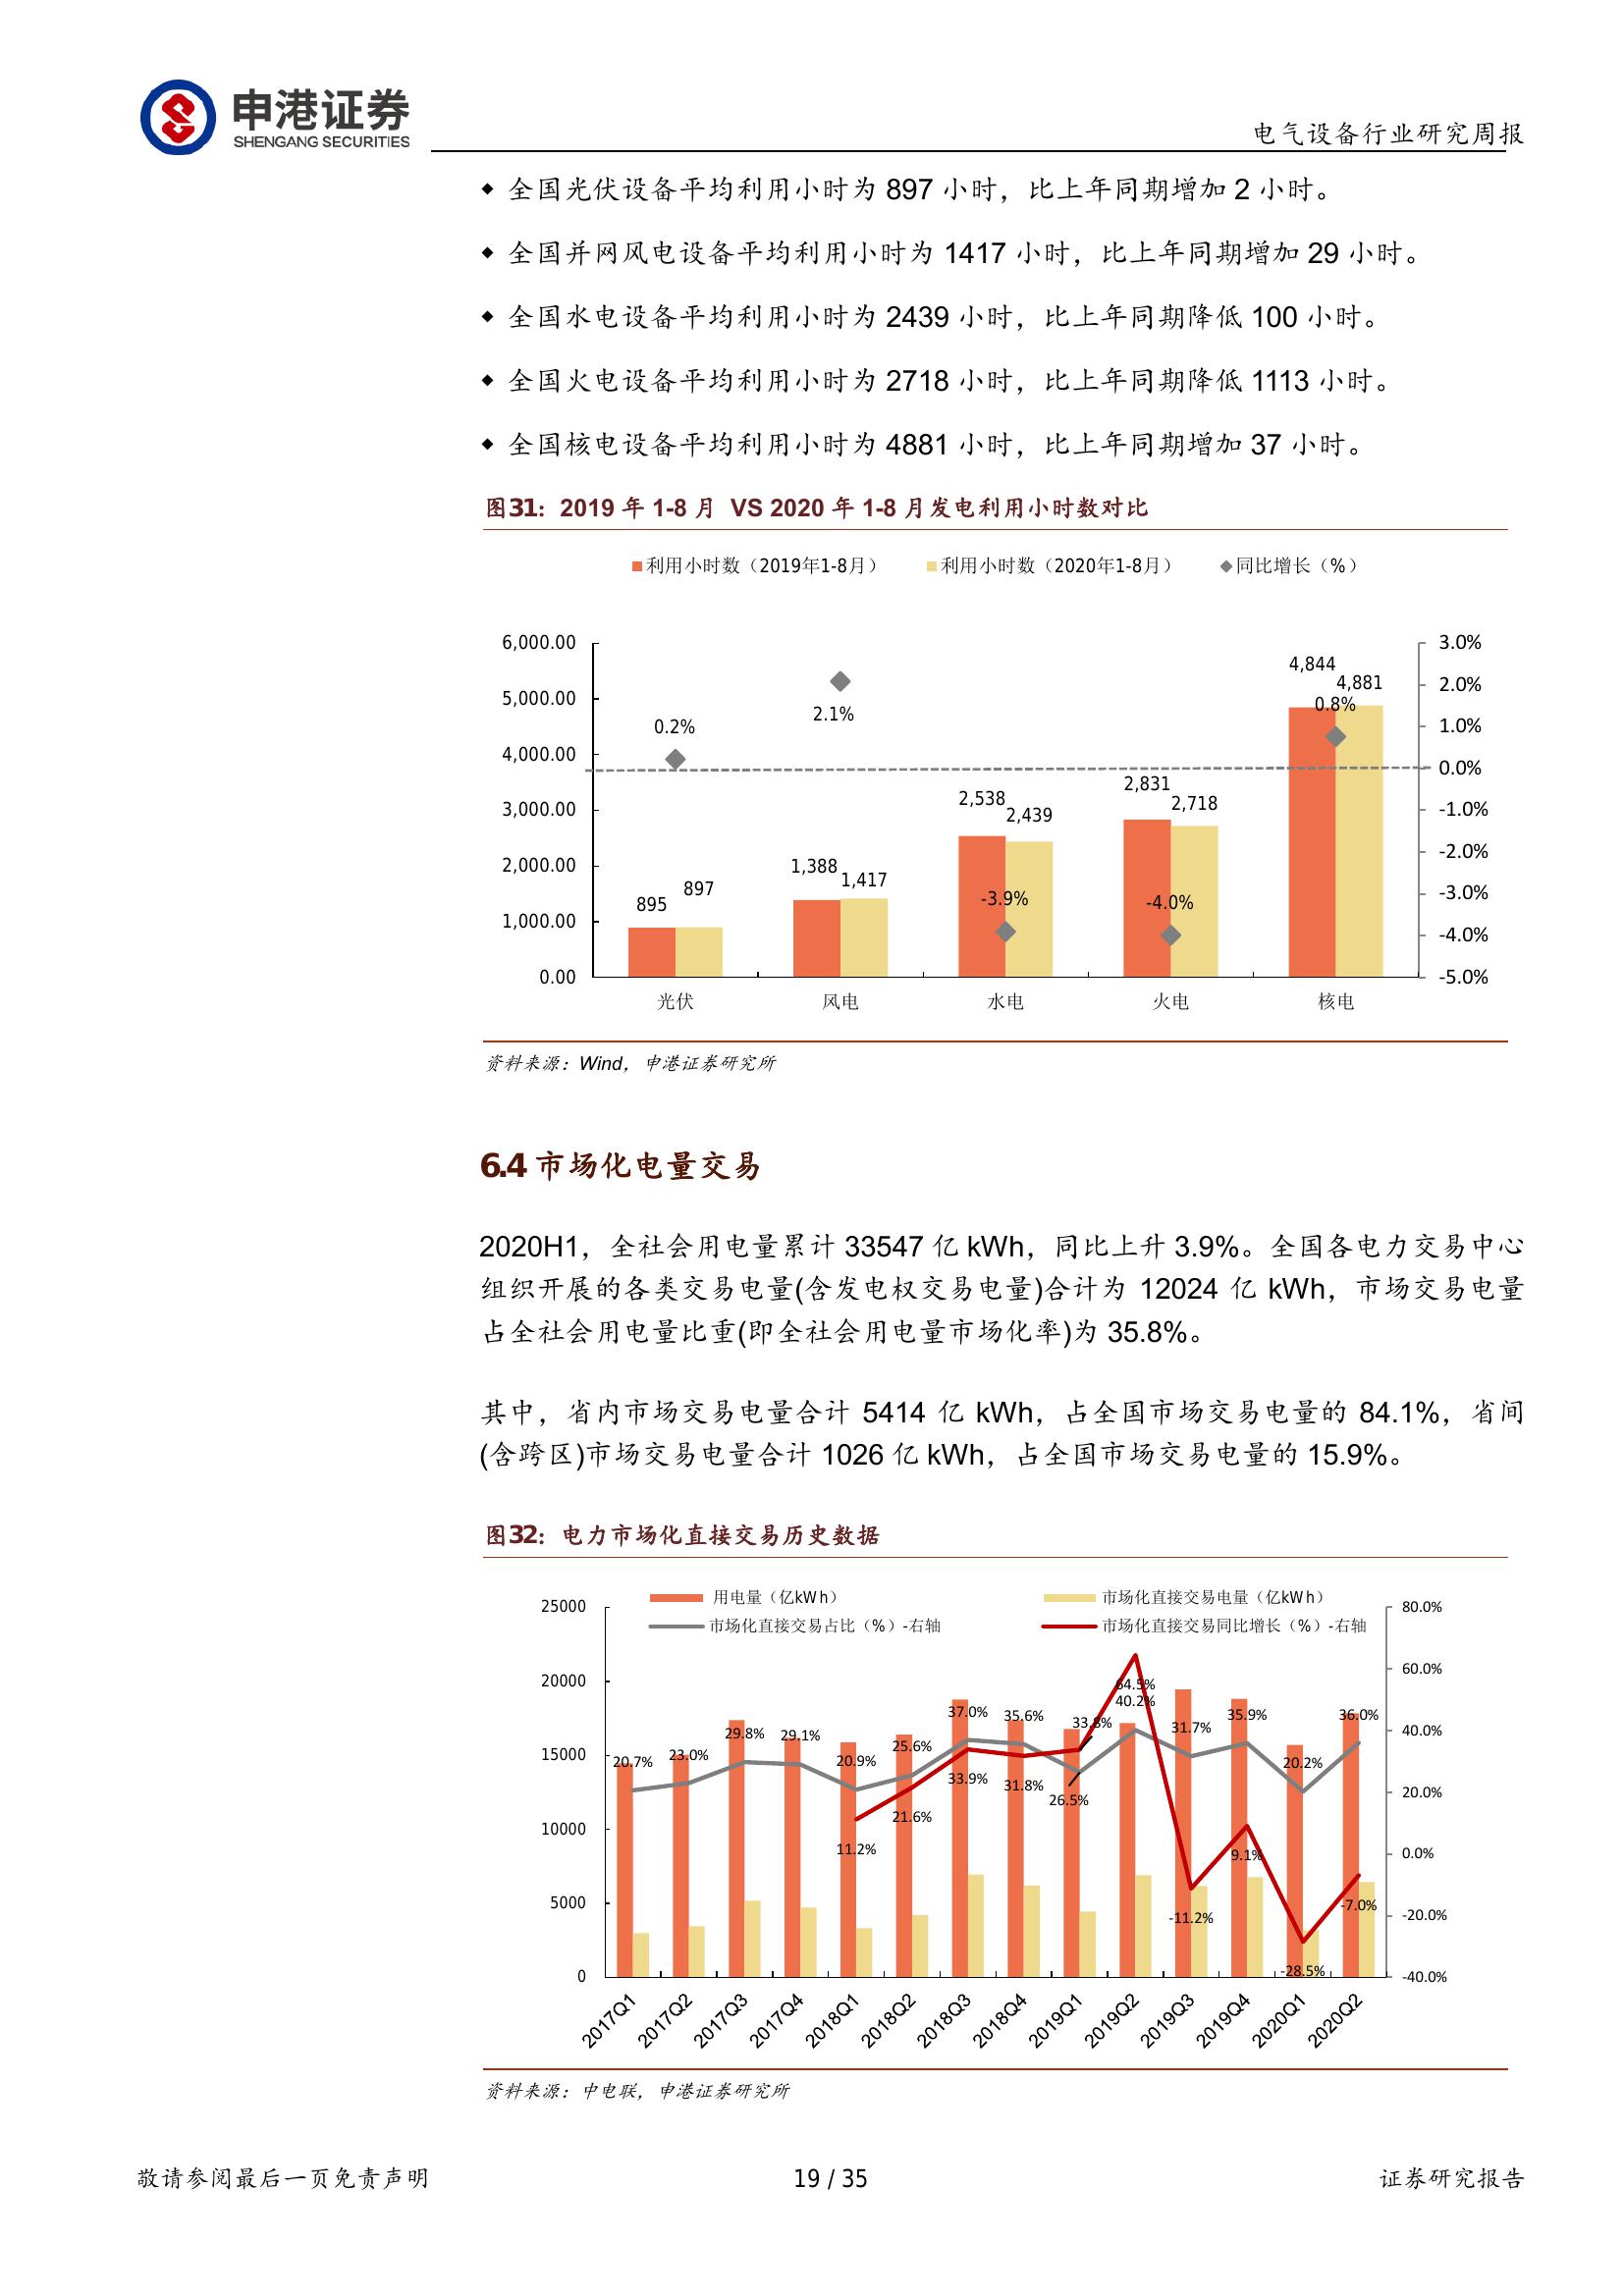 申港证券
SHENGANG SECURITIES
电气设备行业研究周报
◆ 全国光伏设备平均利用小时为 897 小时，比上年同期增加 2 小时。
◆ 全国并网风电设备平均利用小时为 1417 小时，比上年同期增加 29 小时。
◆ 全国水电设备平均利用小时为 2439 小时，比上年同期降低 100 小时。
◆ 全国火电设备平均利用小时为 2718 小时，比上年同期降低 1113 小时。
◆ 全国核电设备平均利用小时为 4881 小时，比上年同期增加 37 小时。
图31：2019 年 1-8 月 VS 2020 年 1-8 月发电利用小时数对比
利用小时数（2019年1-8月） 利用小时数（2020年1-8月） 同比增长（%）
6,000.00
5,000.00
4,000.00
3,000.00
2,000.00
1,000.00
0.00
3.0%
2.0%
1.0%
0.0%
-1.0%
-2.0%
-3.0%
-4.0%
-5.0%
895
897
0.2%
1,388
1,417
2.1%
2,538
2,439
-3.9%
2,831
2,718
-4.0%
4,844
4,881
0.8%
光伏 风电 水电 火电 核电
资料来源：Wind，申港证券研究所
6.4 市场化电量交易
2020H1，全社会用电量累计 33547 亿 kWh，同比上升 3.9%。全国各电力交易中心
组织开展的各类交易电量(含发电权交易电量)合计为 12024 亿 kWh，市场交易电量
占全社会用电量比重(即全社会用电量市场化率)为 35.8%。
其中，省内市场交易电量合计 5414 亿 kWh，占全国市场交易电量的 84.1%，省间
(含跨区)市场交易电量合计 1026 亿 kWh，占全国市场交易电量的 15.9%。
图32：电力市场化直接交易历史数据
用电量（亿kWh） 市场化直接交易电量（亿kWh）
市场化直接交易占比（%）-右轴 市场化直接交易同比增长（%）-右轴
25000
20000
15000
10000
5000
0
80.0%
60.0%
40.0%
20.0%
0.0%
-20.0%
-40.0%
20.7% 23.0% 29.8% 29.1% 20.9% 25.6% 37.0% 35.6% 26.5% 40.2% 31.7% 35.9% 20.2% 36.0%
11.2% 21.6% 33.9% 31.8% 33.8% 64.5% -11.2% 9.1% -28.5% -7.0%
2017Q1 2017Q2 2017Q3 2017Q4 2018Q1 2018Q2 2018Q3 2018Q4 2019Q1 2019Q2 2019Q3 2019Q4 2020Q1 2020Q2
资料来源：中电联，申港证券研究所
敬请参阅最后一页免责声明 19 / 35 证券研究报告